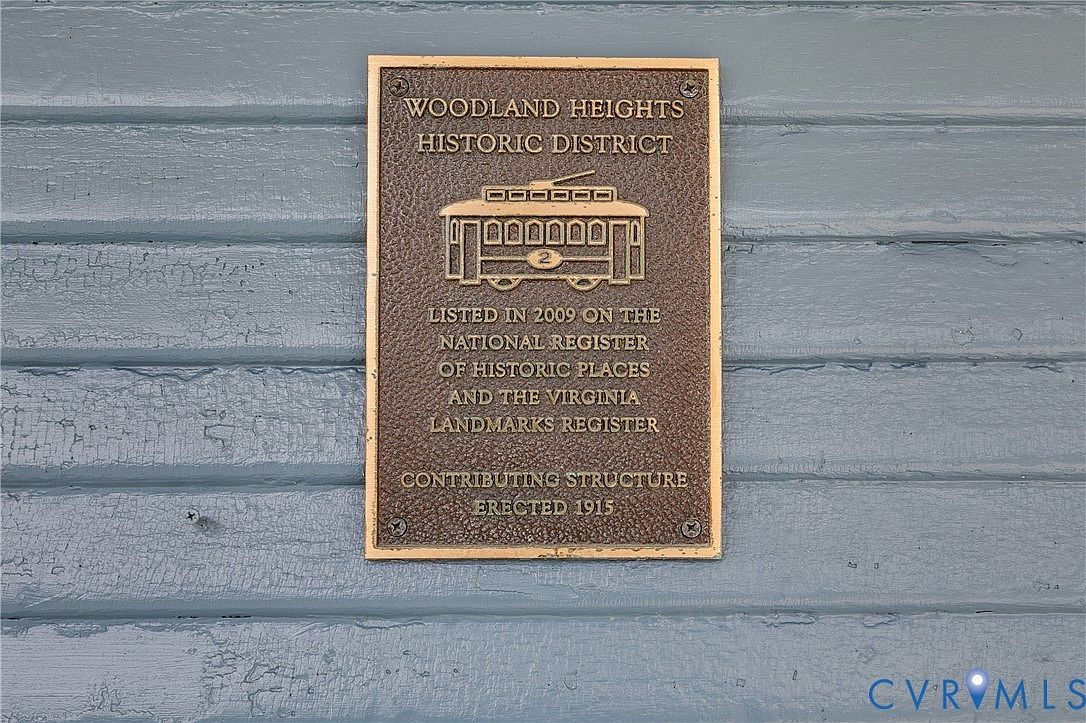 WOODLAND HEIGHTS
HISTORIC DISTRICT
2
LISTED IN 2009 ON THE
NATIONAL REGISTER
OF HISTORIC PLACES
AND THE VIRGINIA
LANDMARKS REGISTER
CONTRIBUTING STRUCTURE
ERECTED 1915
CVRMLS